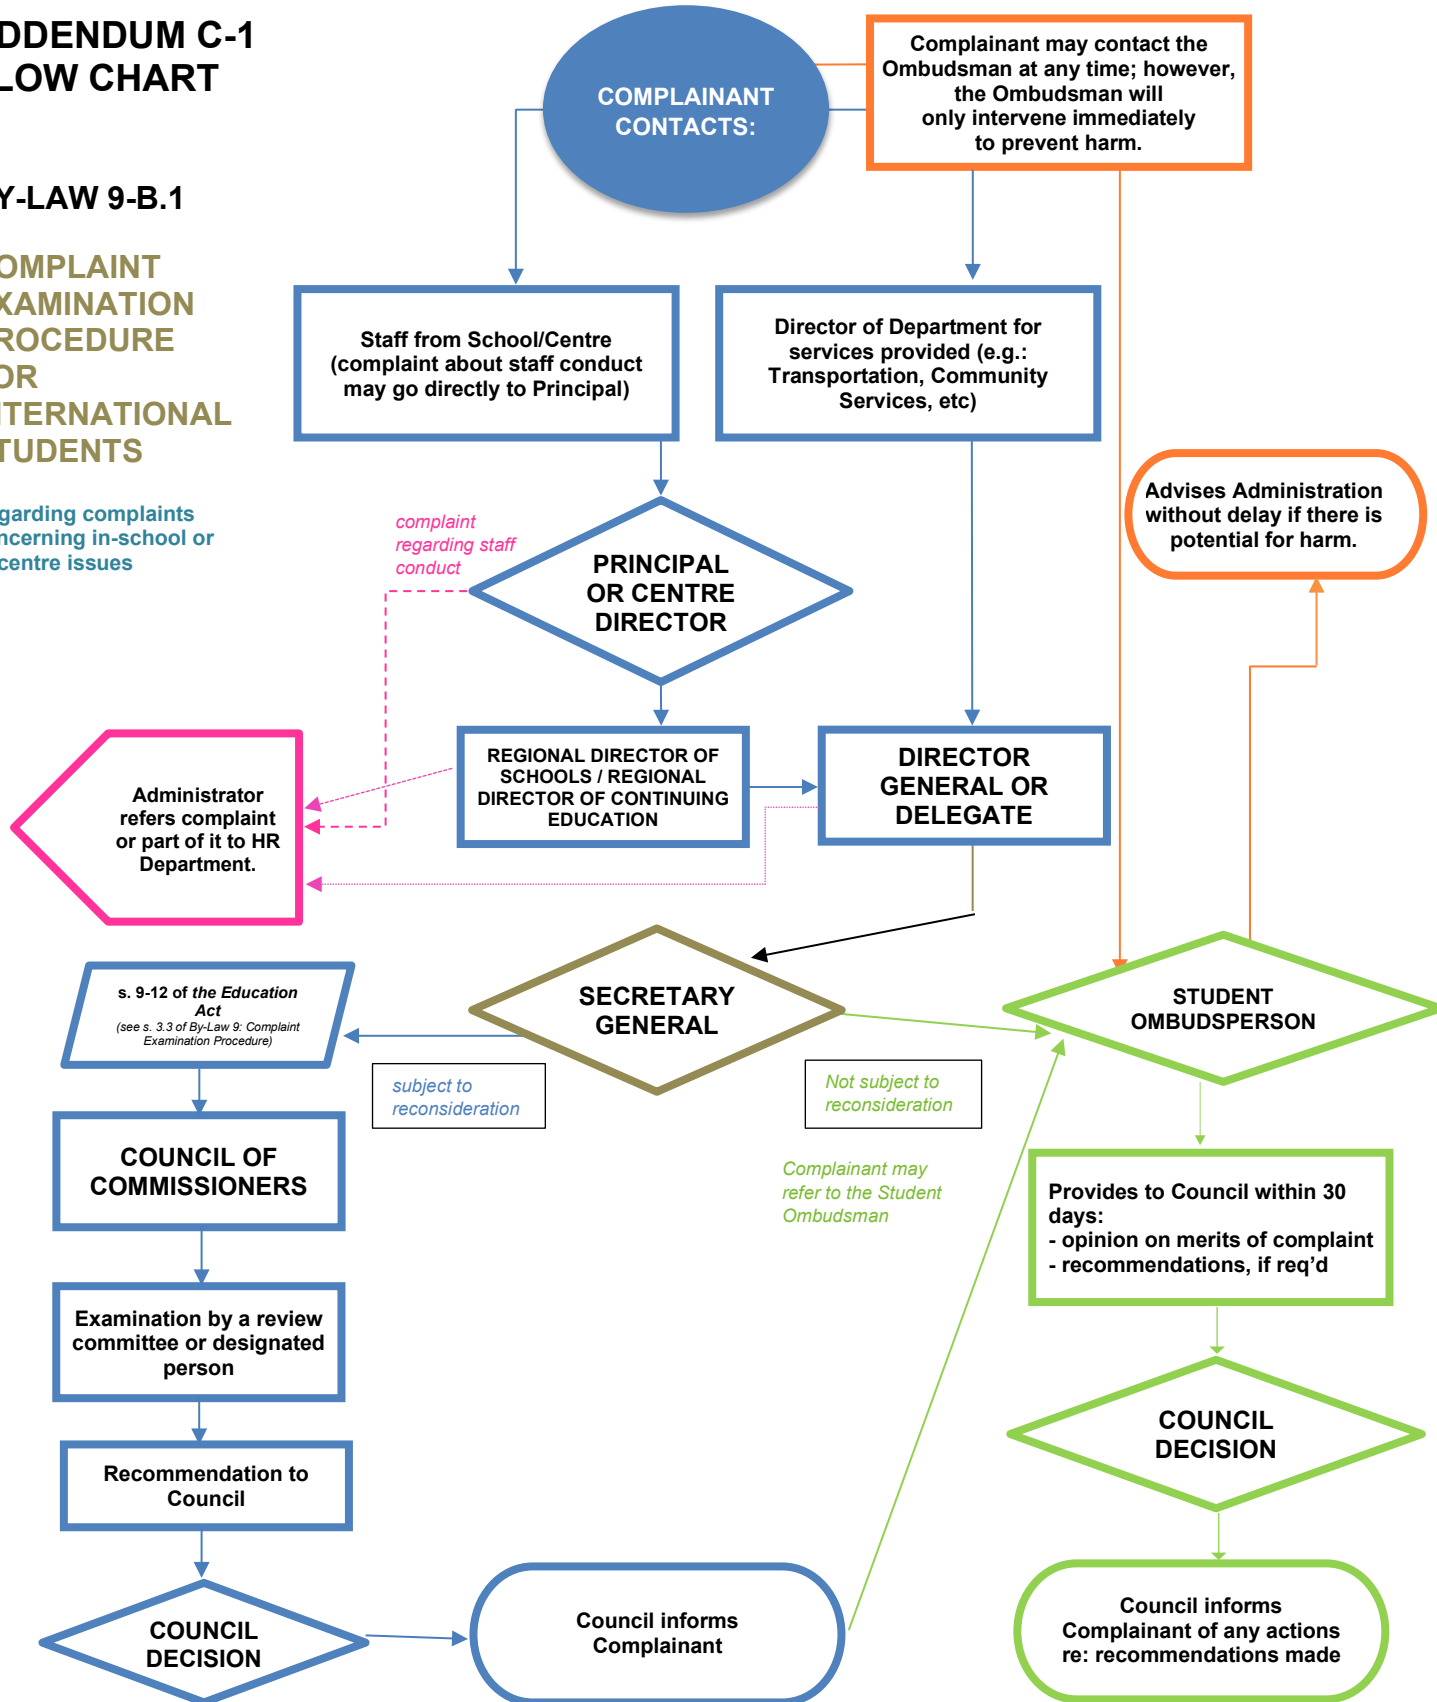 DDENDUM C-1
LOW CHART
Y-LAW 9-B.1
OMPLAINT
XAMINATION
ROCEDURE
OR
NTERNATIONAL
TUDENTS
garding complaints
ncerning in-school or
centre issues
COMPLAINANT
CONTACTS:
Complainant may contact the
Ombudsman at any time; however,
the Ombudsman will
only intervene immediately
to prevent harm.
Staff from School/Centre
(complaint about staff conduct
may go directly to Principal)
Director of Department for
services provided (e.g.:
Transportation, Community
Services, etc)
Advises Administration
without delay if there is
potential for harm.
complaint
regarding staff
conduct
PRINCIPAL
OR CENTRE
DIRECTOR
Administrator
refers complaint
or part of it to HR
Department.
REGIONAL DIRECTOR OF
SCHOOLS / REGIONAL
DIRECTOR OF CONTINUING
EDUCATION
DIRECTOR
GENERAL OR
DELEGATE
s. 9-12 of the Education
Act
(see s. 3.3 of By-Law 9: Complaint
Examination Procedure)
SECRETARY
GENERAL
STUDENT
OMBUDSPERSON
subject to
reconsideration
Not subject to
reconsideration
COUNCIL OF
COMMISSIONERS
Complainant may
refer to the Student
Ombudsman
Provides to Council within 30
days:
- opinion on merits of complaint
- recommendations, if req’d
Examination by a review
committee or designated
person
Recommendation to
Council
COUNCIL
DECISION
COUNCIL
DECISION
Council informs
Complainant
Council informs
Complainant of any actions
re: recommendations made